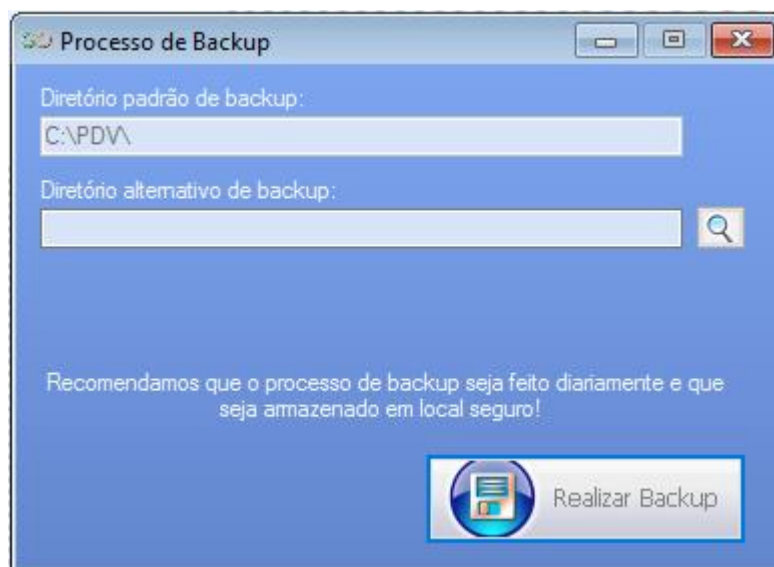 Processo de Backup
Diretório padrão de backup:
C:\PDV\
Diretório alternativo de backup:
Recomendamos que o processo de backup seja feito diariamente e que
seja armazenado em local seguro!
Realizar Backup